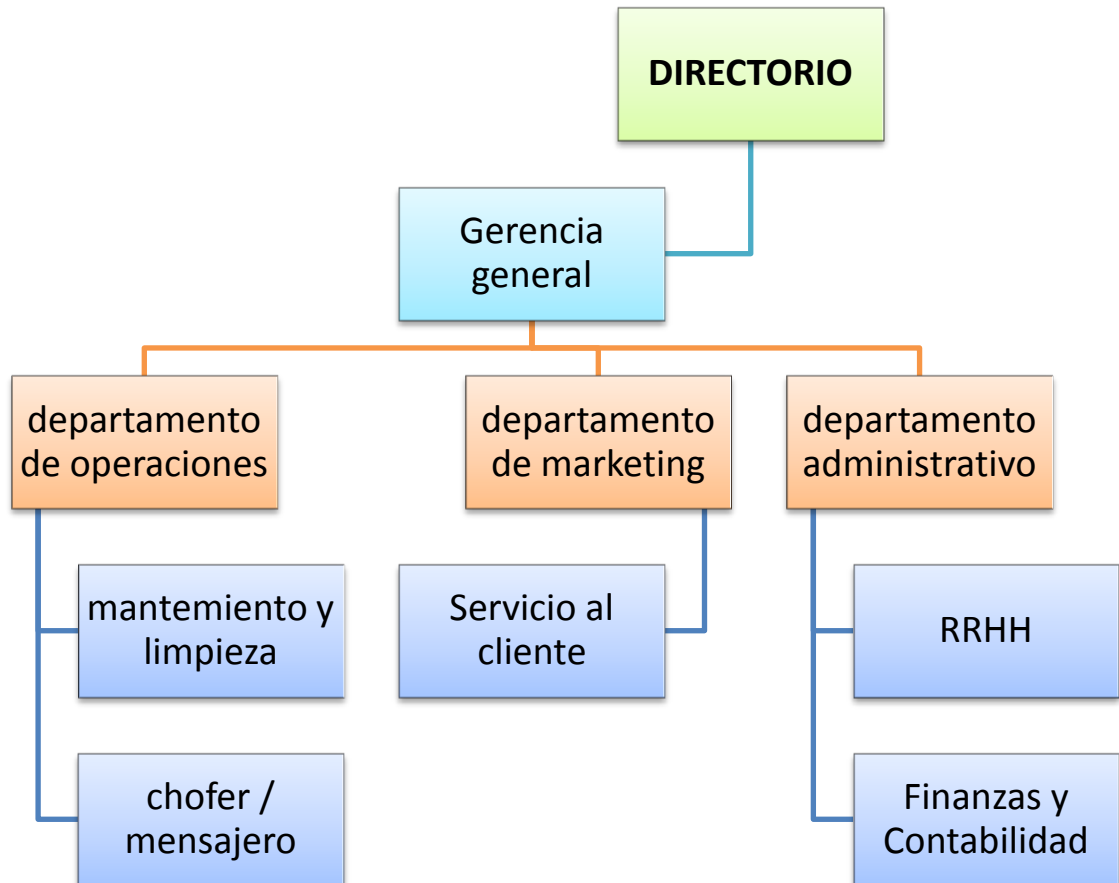 DIRECTORIO
Gerencia
general
departamento
de operaciones
departamento
de marketing
departamento
administrativo
mantemiento y
limpieza
Servicio al
cliente
RRHH
chofer /
mensajero
Finanzas y
Contabilidad